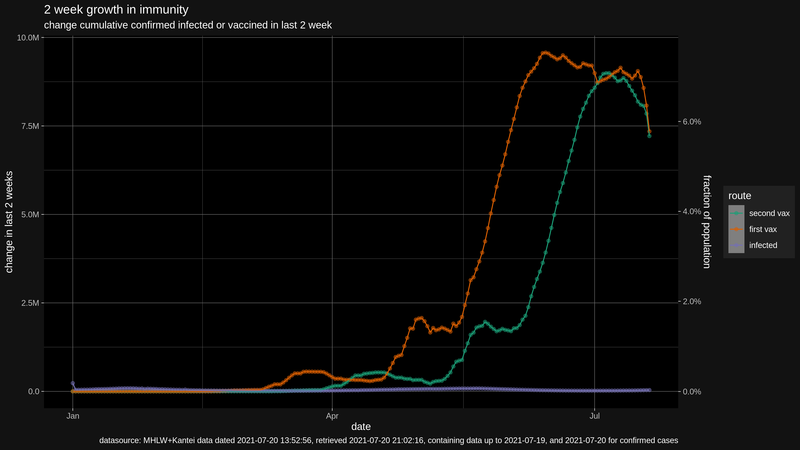 2 week growth in immunity
change cumulative confirmed infected or vaccined in last 2 week
10.0M
7.5M
5.0M
2.5M
0.0
change in last 2 weeks
6.0%
4.0%
2.0%
0.0%
fraction of population
route
second vax
first vax
infected
Jan
Apr
Jul
date
datasource: MHLW+Kantei data dated 2021-07-20 13:52:56, retrieved 2021-07-20 21:02:16, containing data up to 2021-07-19, and 2021-07-20 for confirmed cases